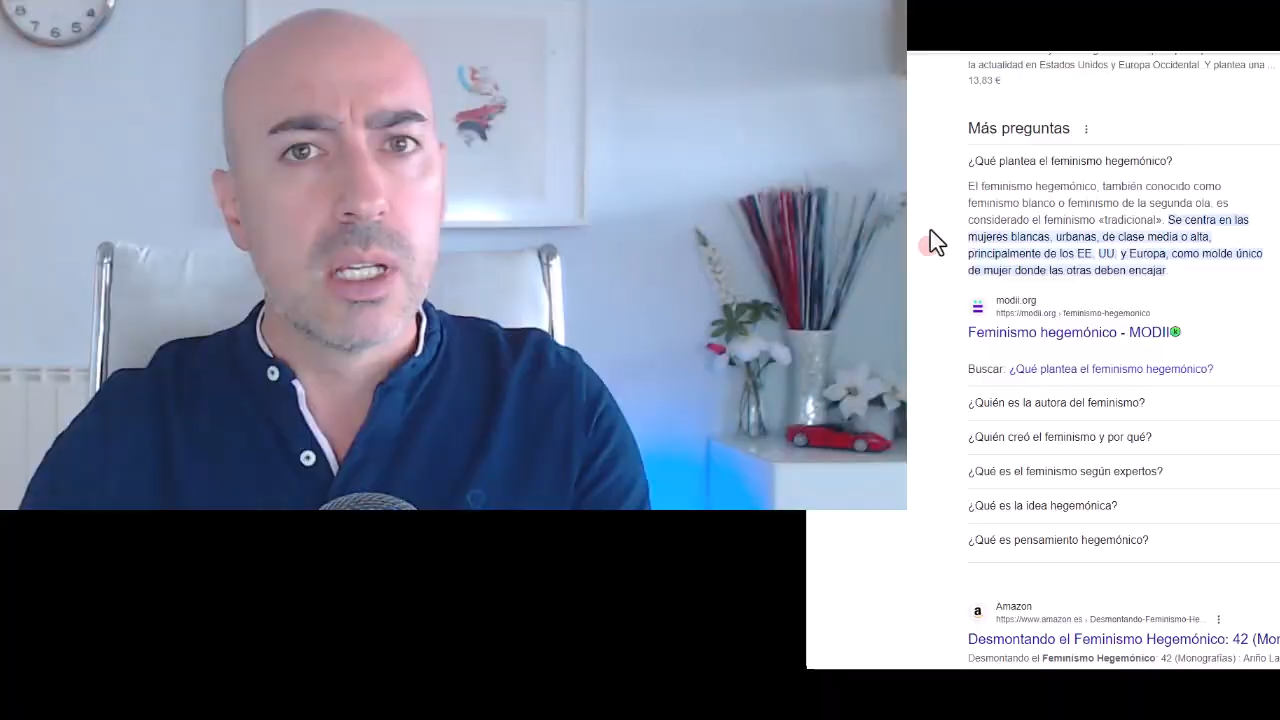 8 7 6 5 4
la actualidad en Estados Unidos y Europa Occidental. Y plantea una ...
13,83 €
Más preguntas
¿Qué plantea el feminismo hegemónico?
El feminismo hegemónico, también conocido como
feminismo blanco o feminismo de la segunda ola, es
considerado el feminismo «tradicional». Se centra en las
mujeres blancas, urbanas, de clase media o alta,
principalmente de los EE. UU. y Europa, como molde único
de mujer donde las otras deben encajar.
modii.org
https://modii.org › feminismo-hegemonico
Feminismo hegemónico - MODII
Buscar: ¿Qué plantea el feminismo hegemónico?
¿Quién es la autora del feminismo?
¿Quién creó el feminismo y por qué?
¿Qué es el feminismo según expertos?
¿Qué es la idea hegemónica?
¿Qué es pensamiento hegemónico?
a
Amazon
https://www.amazon.es › Desmontando-Feminismo-He...
Desmontando el Feminismo Hegemónico: 42 (Mon
Desmontando el Feminismo Hegemónico: 42 (Monografías) : Ariño La